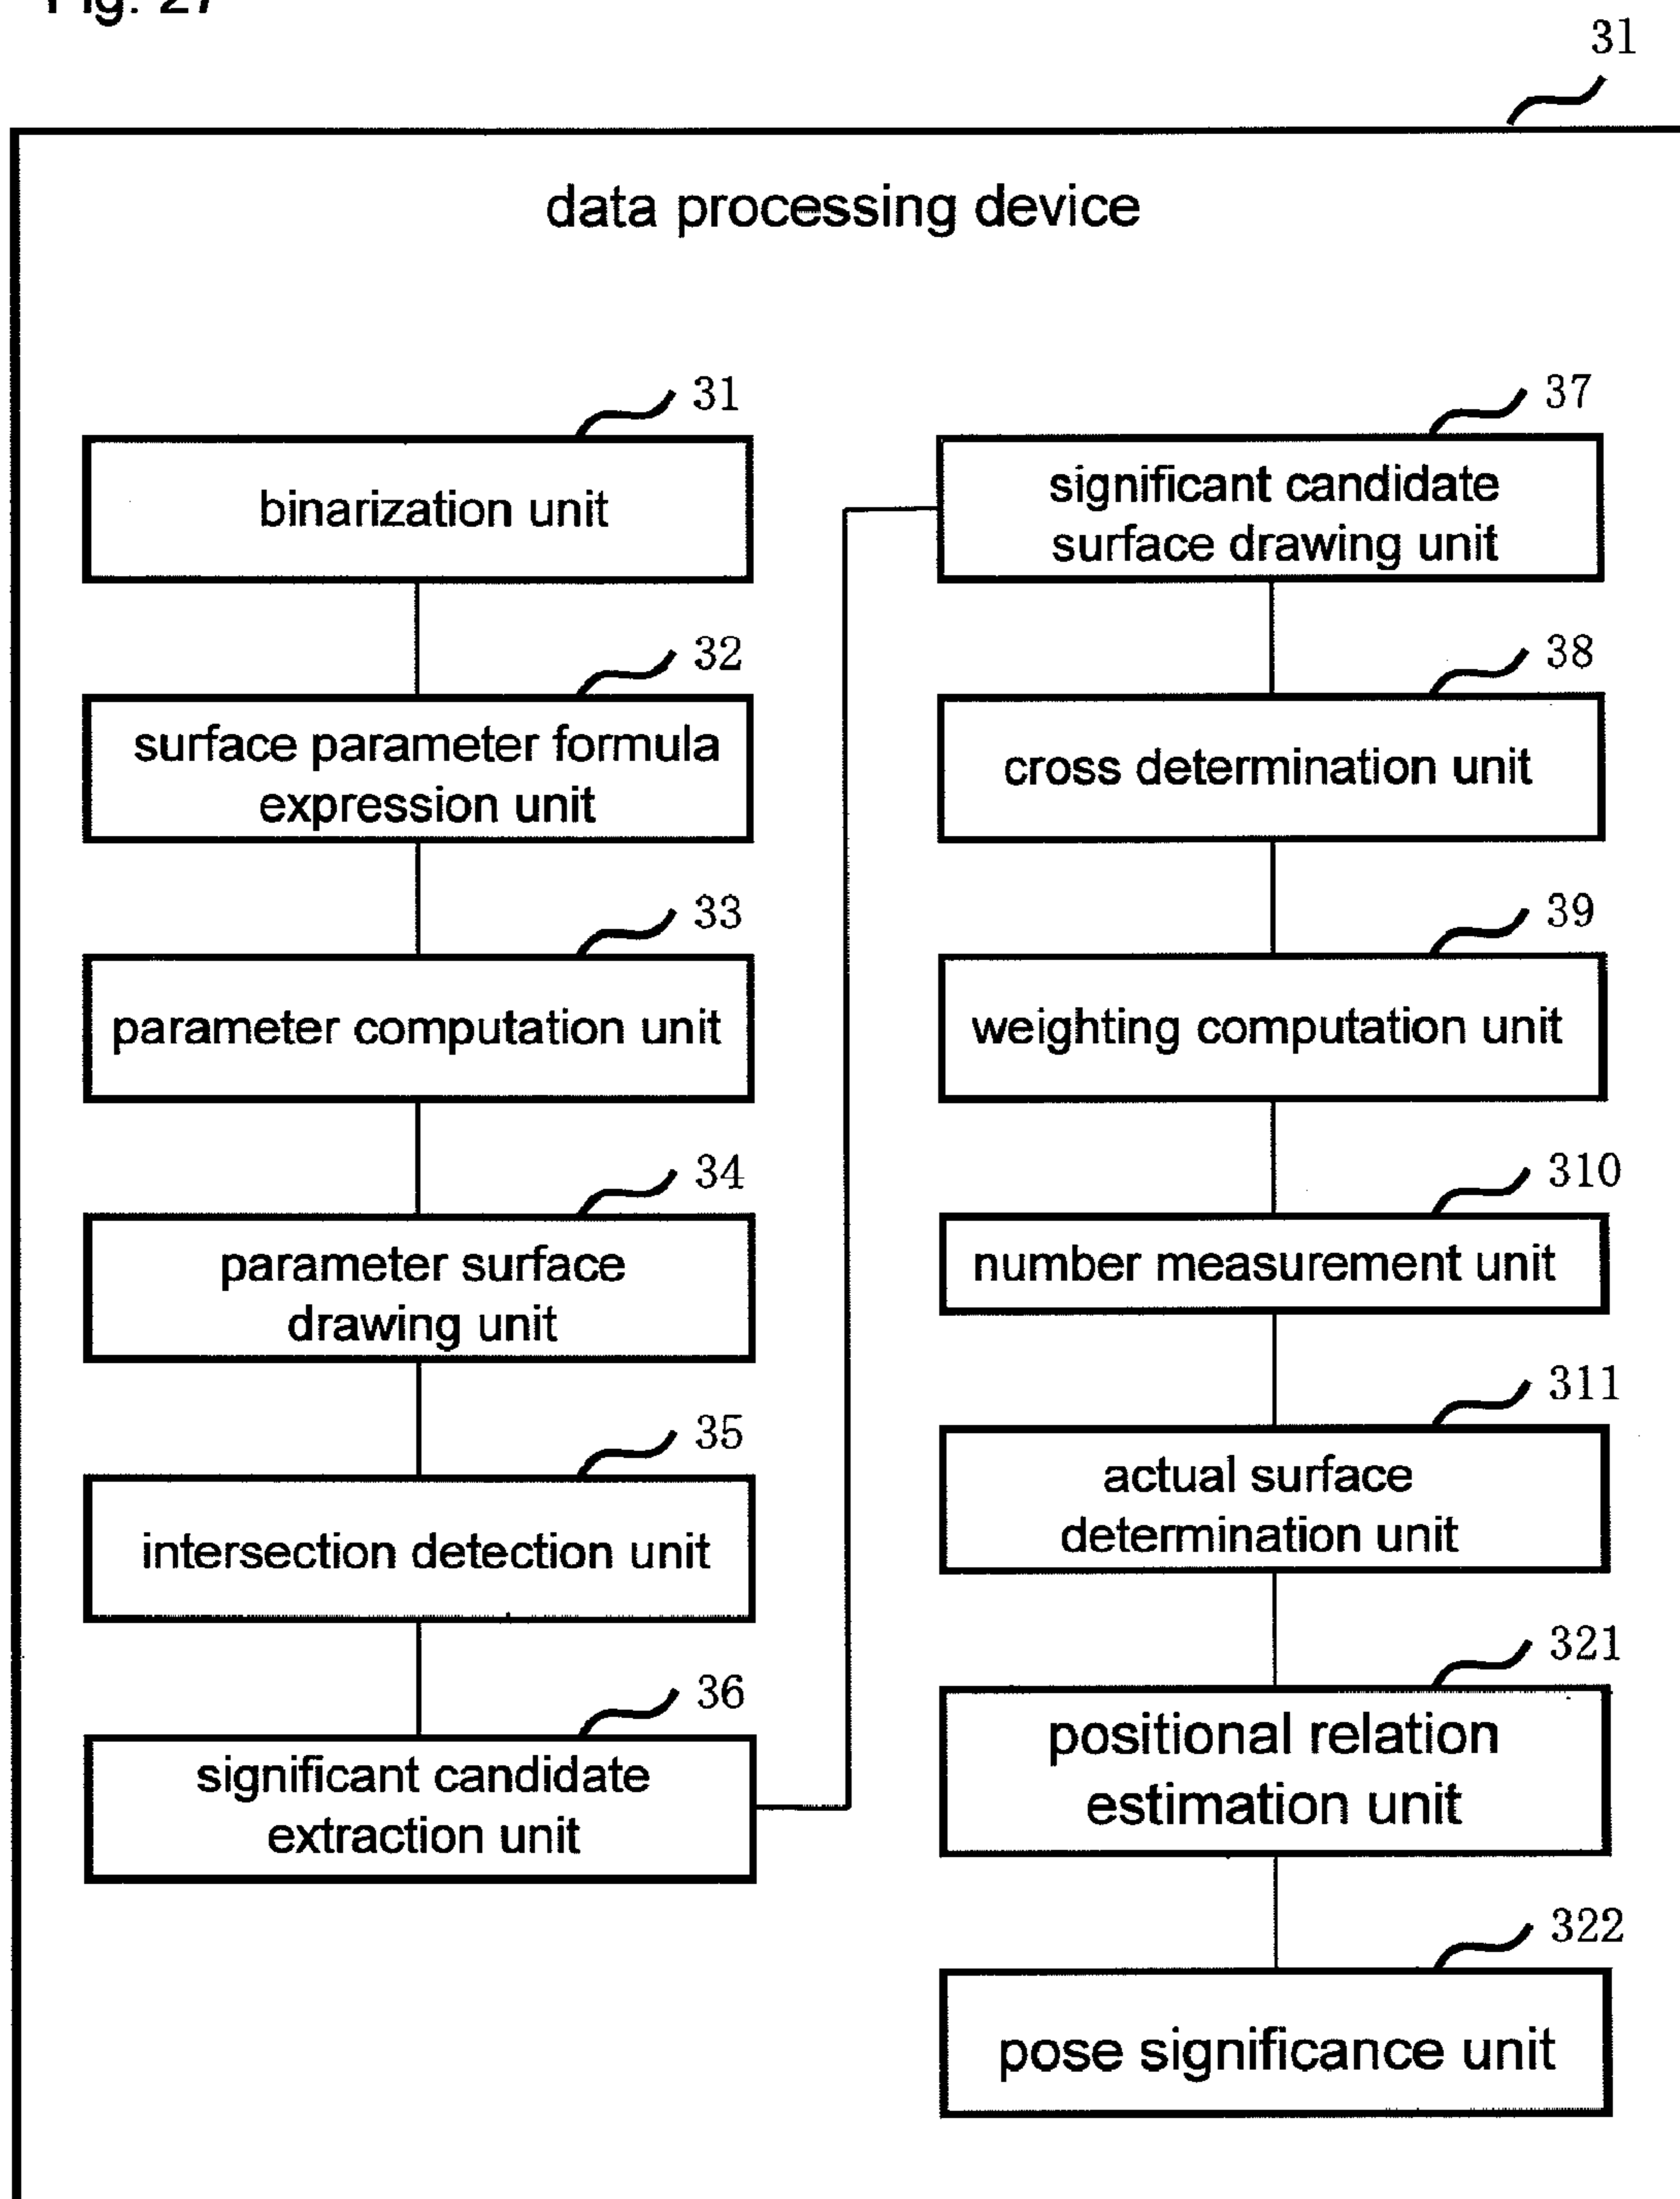 Fig. 27
31
data processing device
31
binarization unit
32
surface parameter formula
expression unit
33
parameter computation unit
34
parameter surface
drawing unit
35
intersection detection unit
36
significant candidate
extraction unit
37
significant candidate
surface drawing unit
38
cross determination unit
39
weighting computation unit
310
number measurement unit
311
actual surface
determination unit
321
positional relation
estimation unit
322
pose significance unit